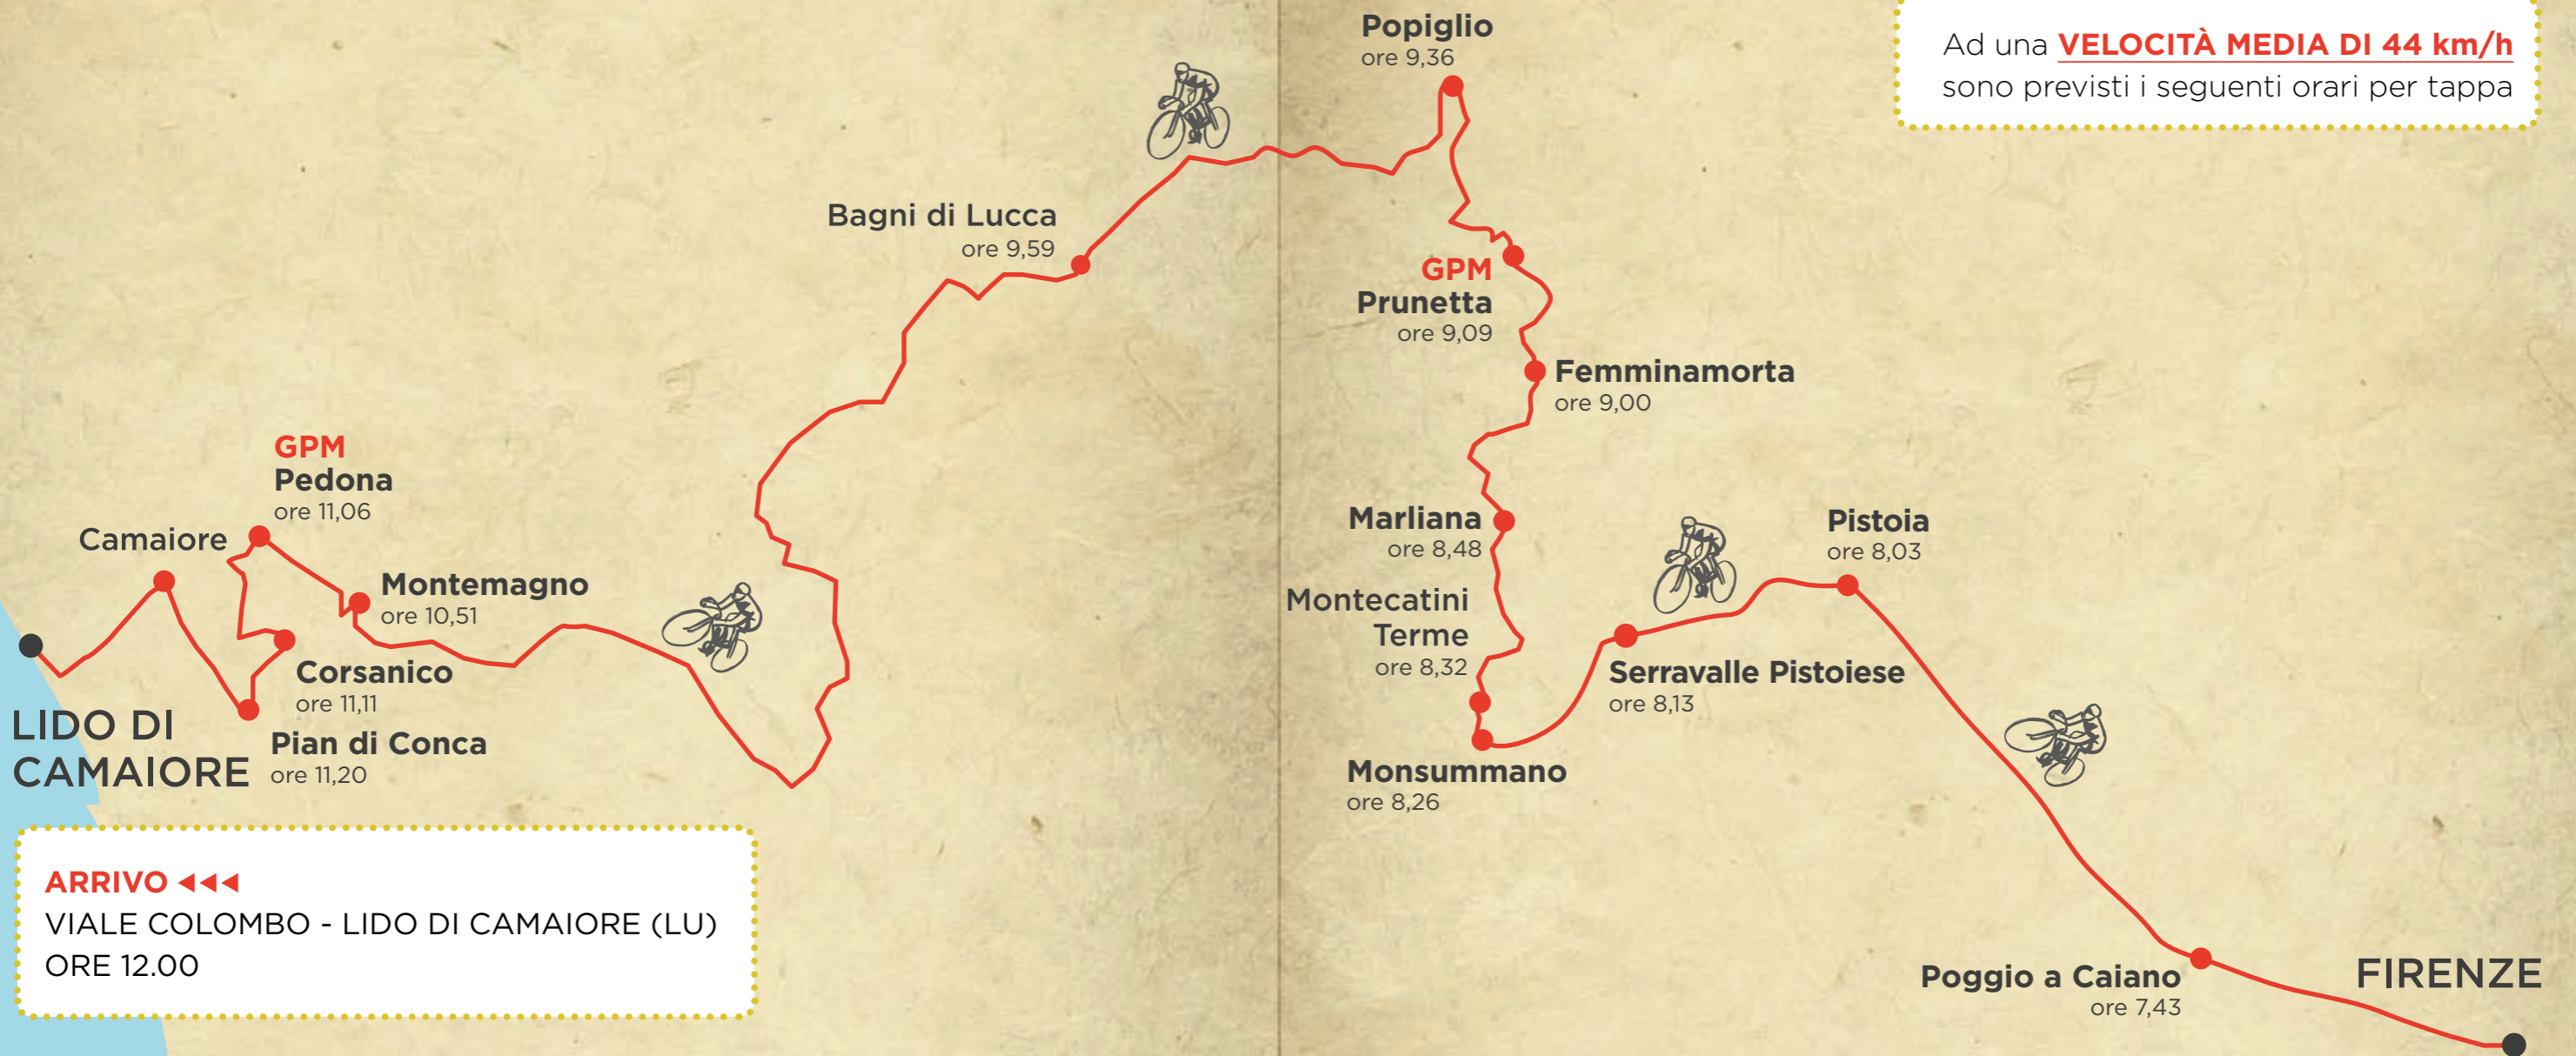 Popiglio
ore 9,36
Ad una VELOCITÀ MEDIA DI 44 km/h
sono previsti i seguenti orari per tappa
Bagni di Lucca
ore 9,59
GPM
Prunetta
ore 9,09
Femminamorta
ore 9,00
GPM
Pedona
ore 11,06
Camaiore
Montemagno
ore 10,51
Corsanico
ore 11,11
Pian di Conca
ore 11,20
LIDO DI
CAMAIORE
Marliana
ore 8,48
Montecatini
Terme
ore 8,32
Monsummano
ore 8,26
Pistoia
ore 8,03
Serravalle Pistoiese
ore 8,13
ARRIVO
VIALE COLOMBO - LIDO DI CAMAIORE (LU)
ORE 12.00
Poggio a Caiano
ore 7,43
FIRENZE